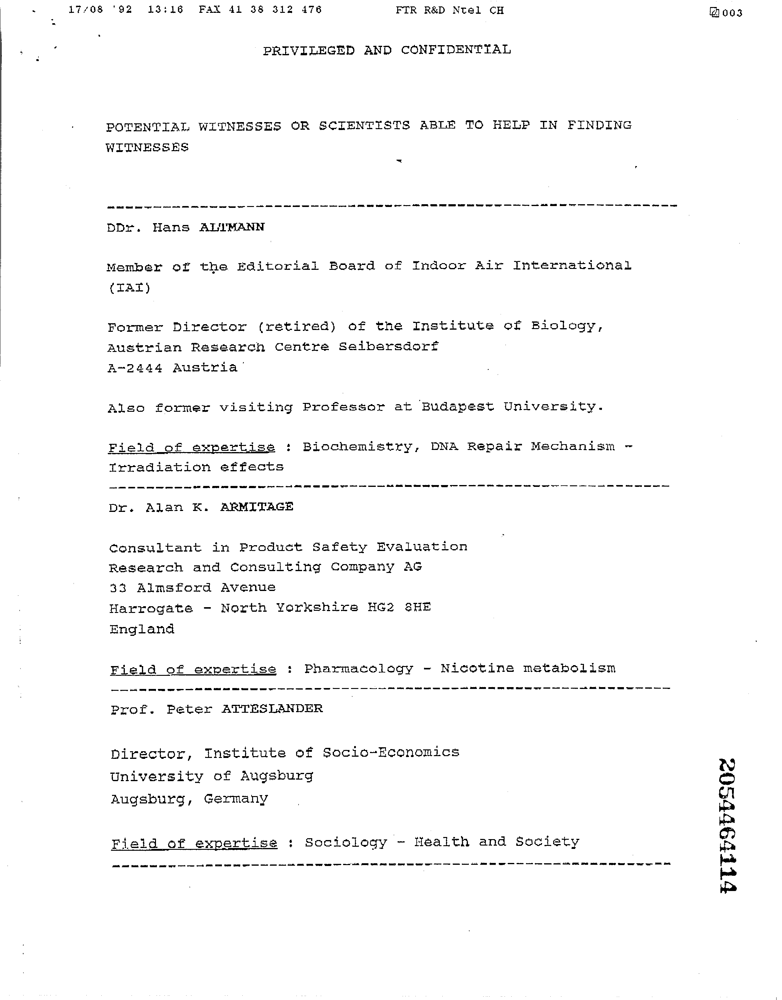 17/08 '92 13:16 FAX 41 38 312 476 FTR R&D Ntel CH 003
PRIVILEGED AND CONFIDENTIAL
POTENTIAL WITNESSES OR SCIENTISTS ABLE TO HELP IN FINDING
WITNESSES
DDr. Hans ALTMANN
Member of the Editorial Board of Indoor Air International
(IAI)
Former Director (retired) of the Institute of Biology,
Austrian Research Centre Seibersdorf
A-2444 Austria
Also former visiting Professor at Budapest University.
Field of expertise : Biochemistry, DNA Repair Mechanism -
Irradiation effects
Dr. Alan K. ARMITAGE
Consultant in Product Safety Evaluation
Research and Consulting Company AG
33 Almsford Avenue
Harrogate - North Yorkshire HG2 8HE
England
Field of expertise : Pharmacology - Nicotine metabolism
Prof. Peter ATTESLANDER
Director, Institute of Socio-Economics
University of Augsburg
Augsburg, Germany
Field of expertise : Sociology - Health and Society
2054464114